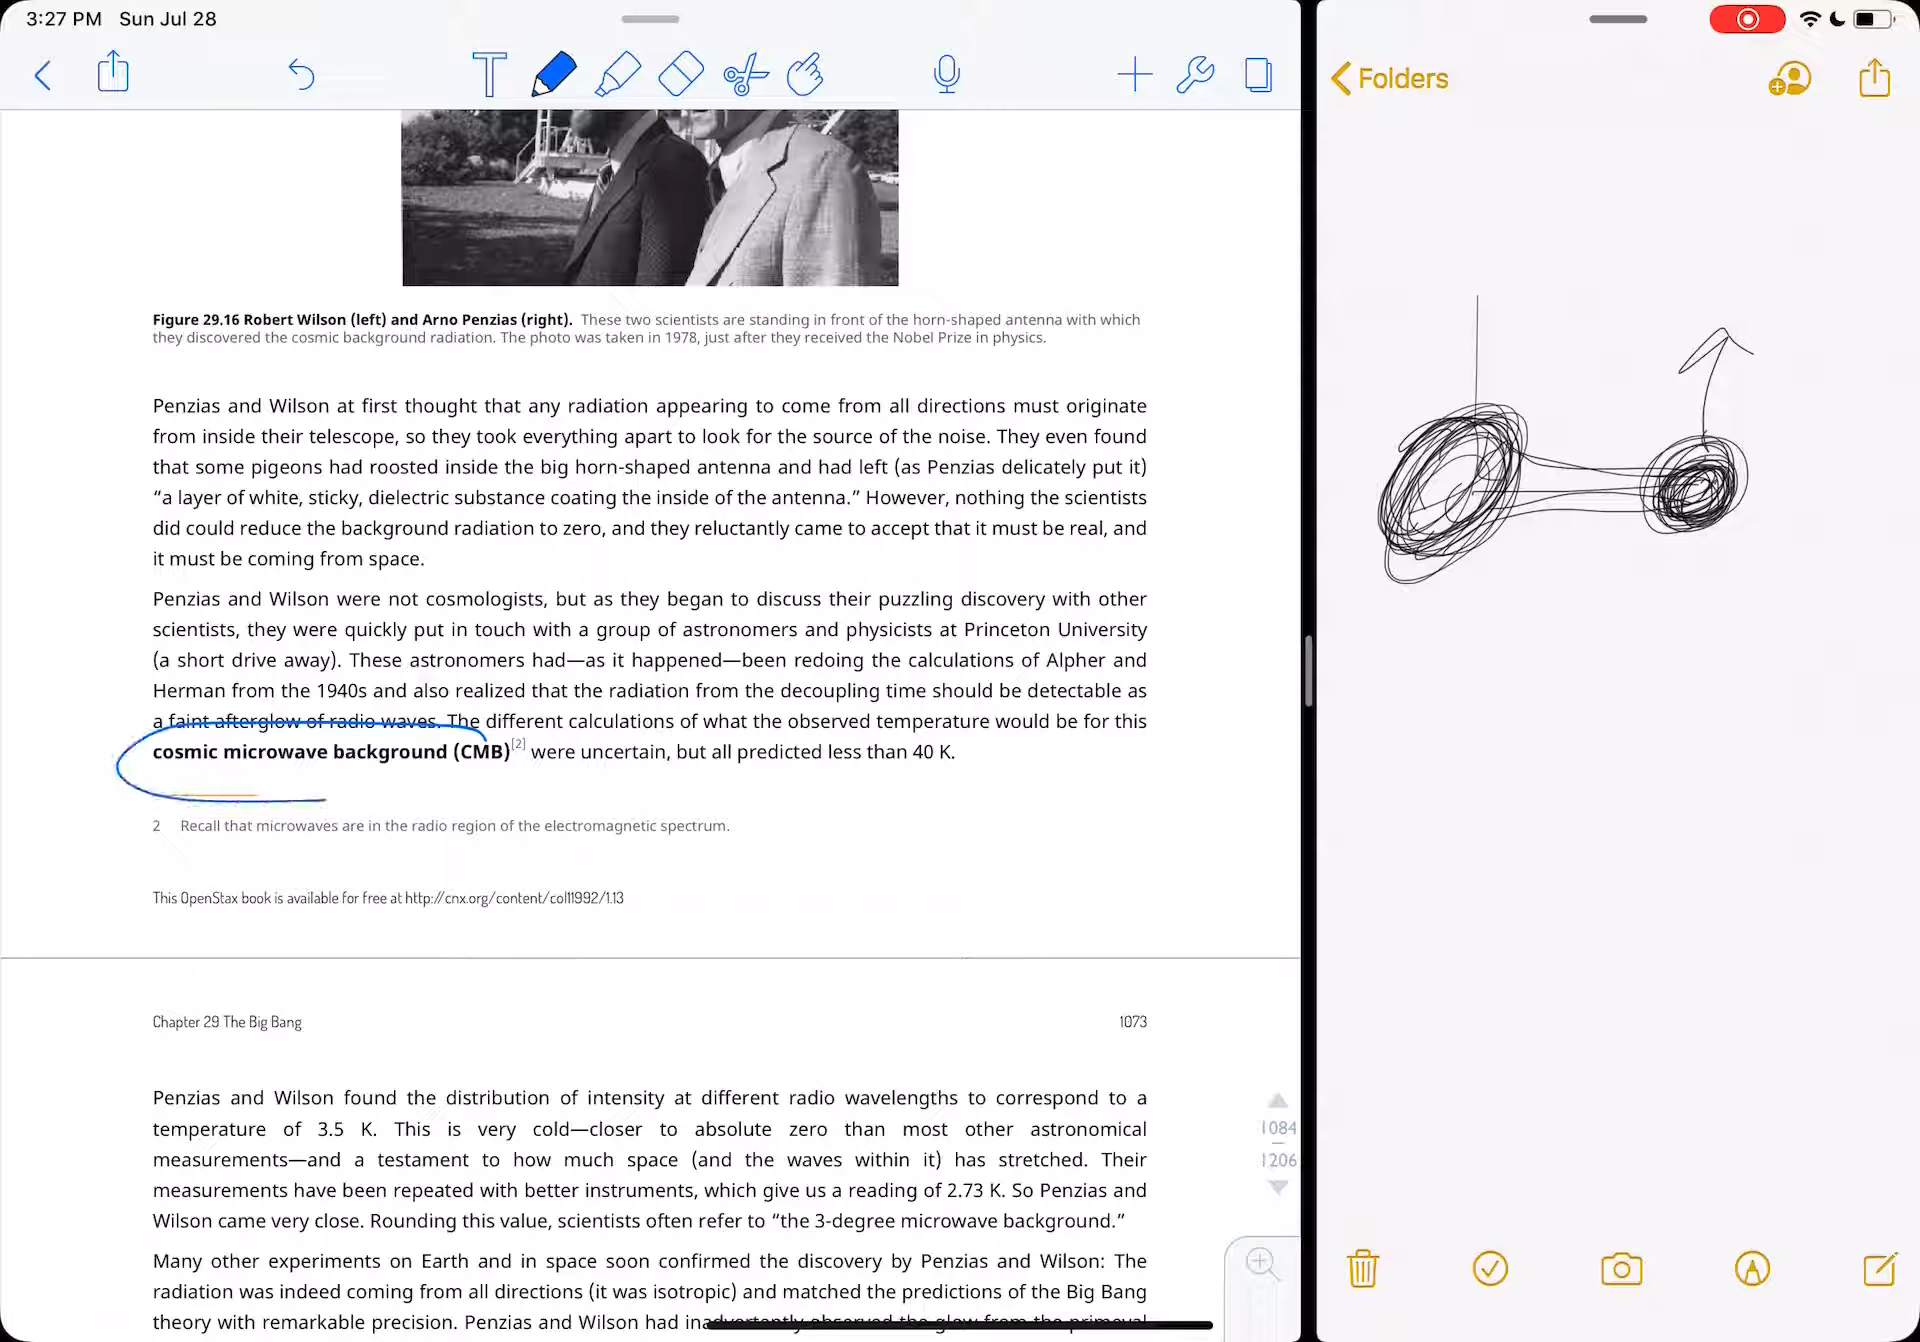 3:27 PM Sun Jul 28
Folders
Figure 29.16 Robert Wilson (left) and Arno Penzias (right). These two scientists are standing in front of the horn-shaped antenna with which
they discovered the cosmic background radiation. The photo was taken in 1978, just after they received the Nobel Prize in physics.
Penzias and Wilson at first thought that any radiation appearing to come from all directions must originate
from inside their telescope, so they took everything apart to look for the source of the noise. They even found
that some pigeons had roosted inside the big horn-shaped antenna and had left (as Penzias delicately put it)
“a layer of white, sticky, dielectric substance coating the inside of the antenna.” However, nothing the scientists
did could reduce the background radiation to zero, and they reluctantly came to accept that it must be real, and
it must be coming from space.
Penzias and Wilson were not cosmologists, but as they began to discuss their puzzling discovery with other
scientists, they were quickly put in touch with a group of astronomers and physicists at Princeton University
(a short drive away). These astronomers had—as it happened—been redoing the calculations of Alpher and
Herman from the 1940s and also realized that the radiation from the decoupling time should be detectable as
a faint afterglow of radio waves. The different calculations of what the observed temperature would be for this
cosmic microwave background (CMB)[2] were uncertain, but all predicted less than 40 K.
2 Recall that microwaves are in the radio region of the electromagnetic spectrum.
This OpenStax book is available for free at http://cnx.org/content/col11992/1.13
Chapter 29 The Big Bang 1073
Penzias and Wilson found the distribution of intensity at different radio wavelengths to correspond to a
temperature of 3.5 K. This is very cold—closer to absolute zero than most other astronomical
measurements—and a testament to how much space (and the waves within it) has stretched. Their
measurements have been repeated with better instruments, which give us a reading of 2.73 K. So Penzias and
Wilson came very close. Rounding this value, scientists often refer to “the 3-degree microwave background.”
Many other experiments on Earth and in space soon confirmed the discovery by Penzias and Wilson: The
radiation was indeed coming from all directions (it was isotropic) and matched the predictions of the Big Bang
theory with remarkable precision. Penzias and Wilson had inadvertently observed the glow from the primeval
1084
1206